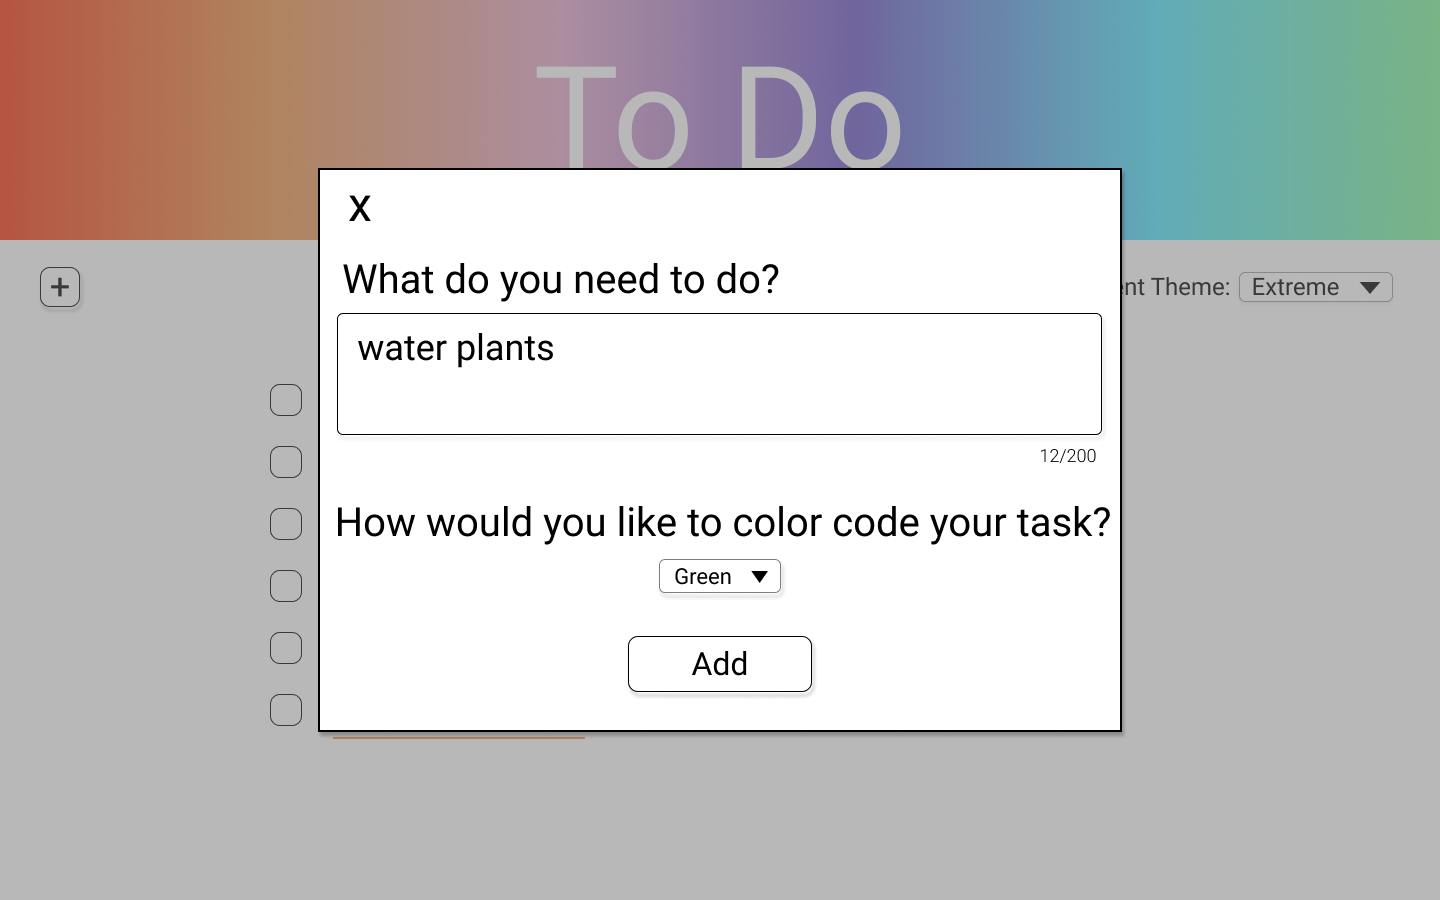 To Do
X
What do you need to do?
water plants
12/200
How would you like to color code your task?
Green
Add
+
Theme: Extreme